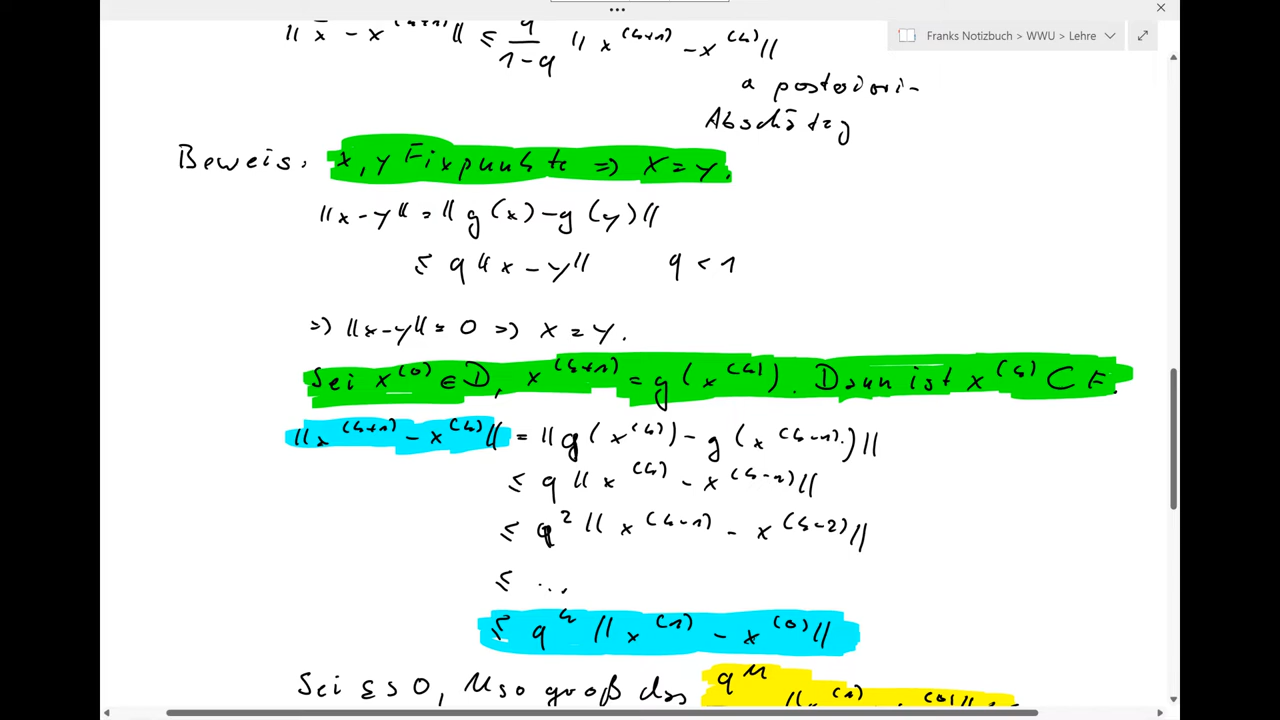 Franks Notizbuch > WWU > Lehre
‖x̄ - x^(k+1)‖ ≤ q/(1-q) ‖x^(k+1) - x^(k)‖
a posteriori-
Abschätzg
Beweis: x, y Fixpunkte ⇒ x = y.
‖x-y‖ = ‖g(x) - g(y)‖
≤ q‖x - y‖ q < 1
⇒ ‖x-y‖ = 0 ⇒ x = y.
Sei x^(0) ∈ D, x^(k+1) = g(x^(k)). Dann ist x^(k) CF.
‖x^(k+1) - x^(k)‖ = ‖g(x^(k)) - g(x^(k-1))‖
≤ q ‖x^(k) - x^(k-1)‖
≤ q² ‖x^(k-1) - x^(k-2)‖
≤ ...
≤ q^k ‖x^(1) - x^(0)‖
Sei ε > 0, M so groß dass q^M